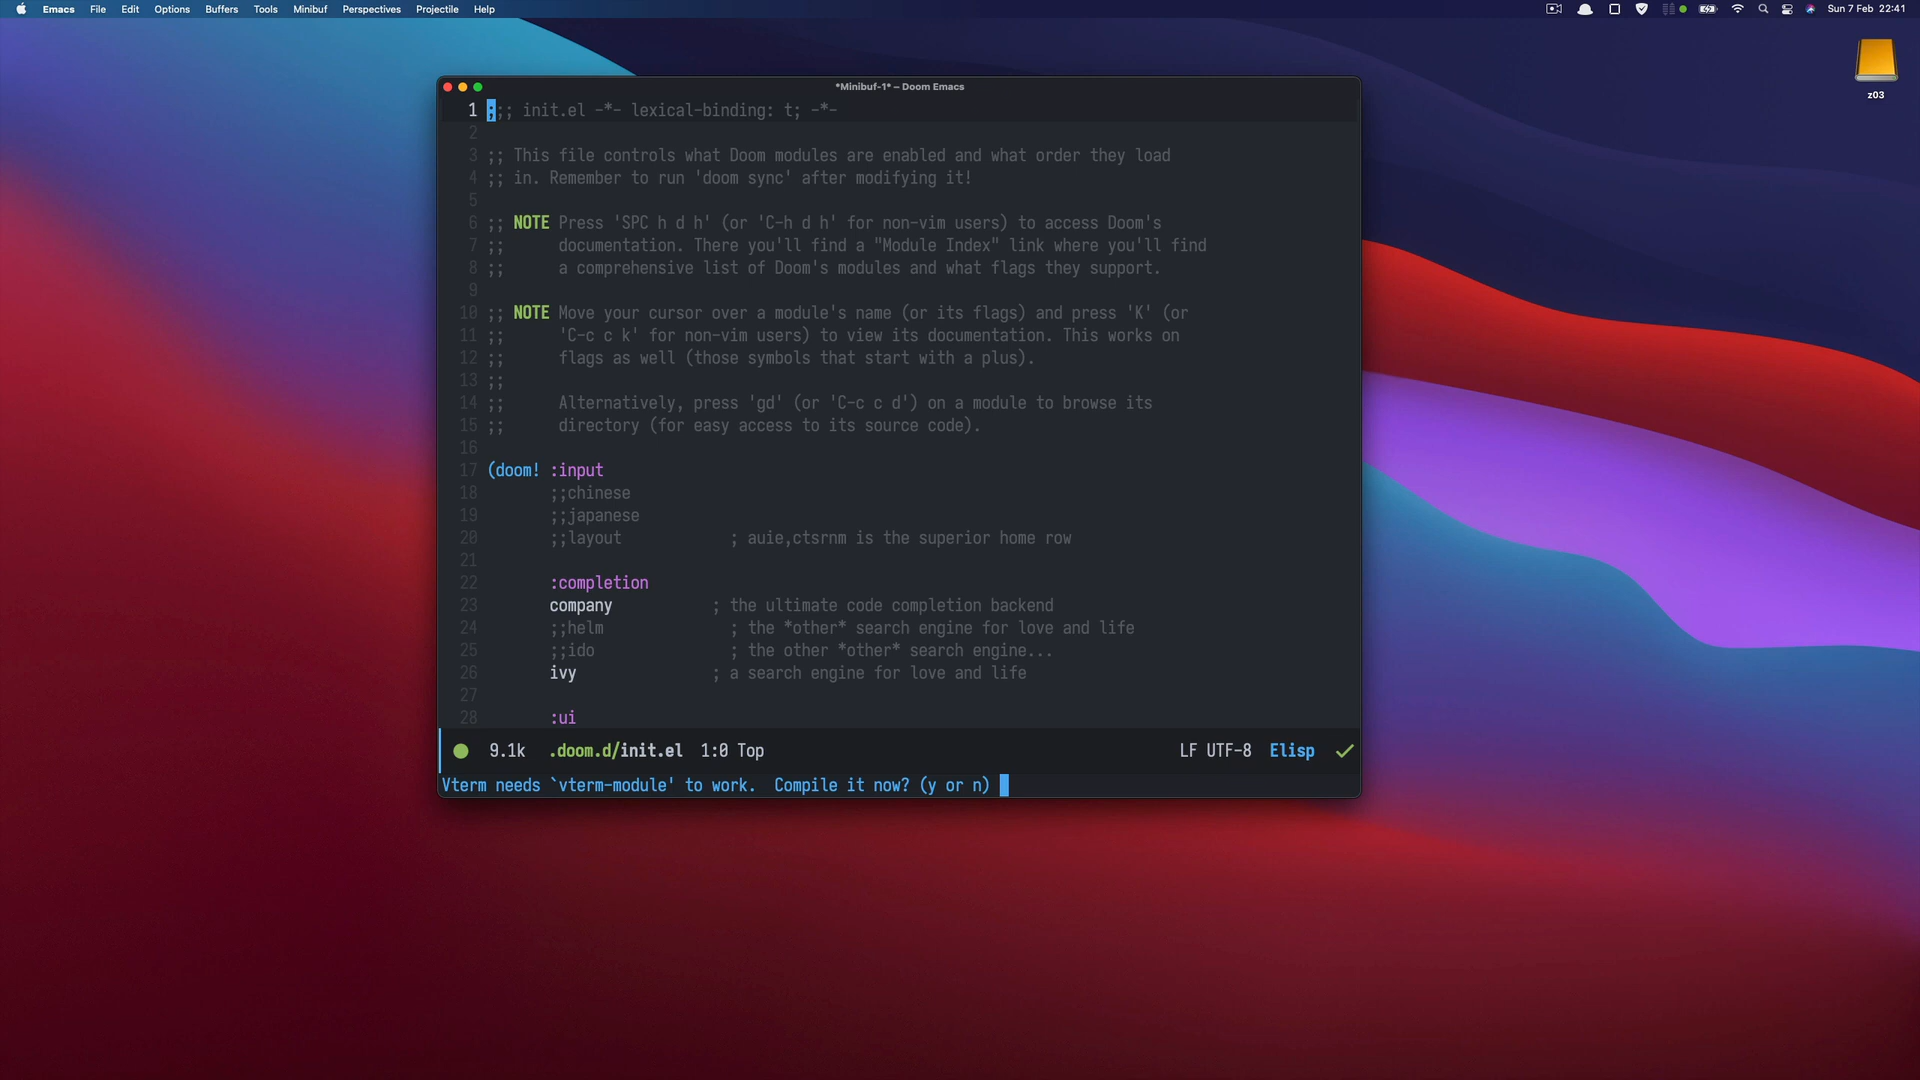 Emacs File Edit Options Buffers Tools Minibuf Perspectives Projectile Help Sun 7 Feb 22:41
z03
*Minibuf-1* – Doom Emacs
1 ;;; init.el -*- lexical-binding: t; -*-
2
3 ;; This file controls what Doom modules are enabled and what order they load
4 ;; in. Remember to run 'doom sync' after modifying it!
5
6 ;; NOTE Press 'SPC h d h' (or 'C-h d h' for non-vim users) to access Doom's
7 ;; documentation. There you'll find a "Module Index" link where you'll find
8 ;; a comprehensive list of Doom's modules and what flags they support.
9
10 ;; NOTE Move your cursor over a module's name (or its flags) and press 'K' (or
11 ;; 'C-c c k' for non-vim users) to view its documentation. This works on
12 ;; flags as well (those symbols that start with a plus).
13 ;;
14 ;; Alternatively, press 'gd' (or 'C-c c d') on a module to browse its
15 ;; directory (for easy access to its source code).
16
17 (doom! :input
18 ;;chinese
19 ;;japanese
20 ;;layout ; auie,ctsrnm is the superior home row
21
22 :completion
23 company ; the ultimate code completion backend
24 ;;helm ; the *other* search engine for love and life
25 ;;ido ; the other *other* search engine...
26 ivy ; a search engine for love and life
27
28 :ui
9.1k .doom.d/init.el 1:0 Top LF UTF-8 Elisp
Vterm needs `vterm-module' to work. Compile it now? (y or n)